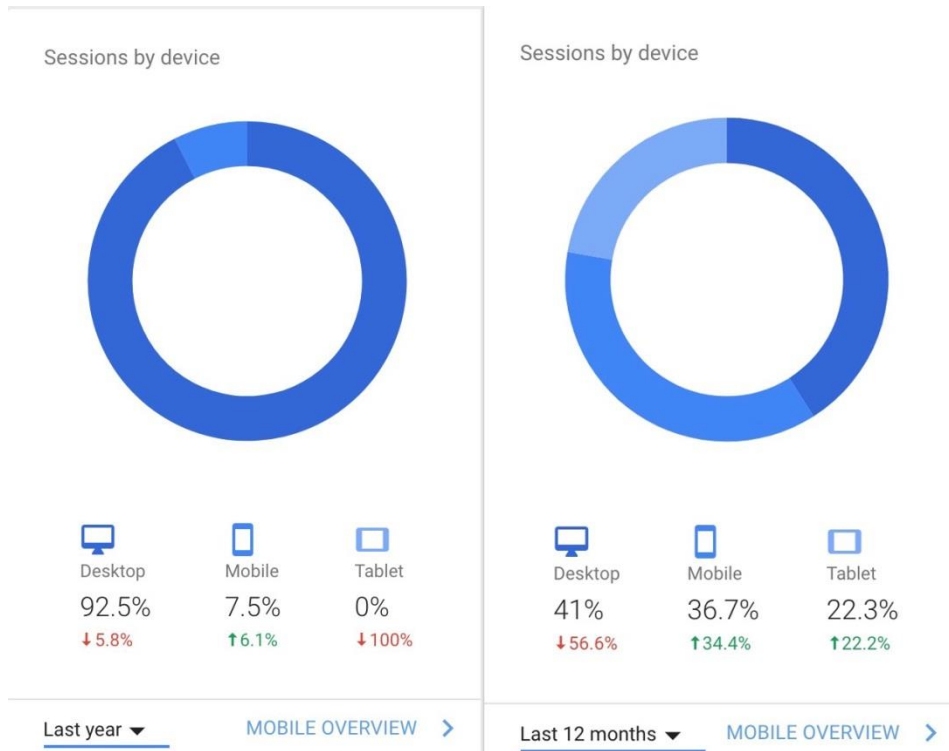 Sessions by device
Desktop Mobile Tablet
92.5% 7.5% 0%
↓5.8% ↑6.1% ↓100%
Last year MOBILE OVERVIEW
Sessions by device
Desktop Mobile Tablet
41% 36.7% 22.3%
↓56.6% ↑34.4% ↑22.2%
Last 12 months MOBILE OVERVIEW